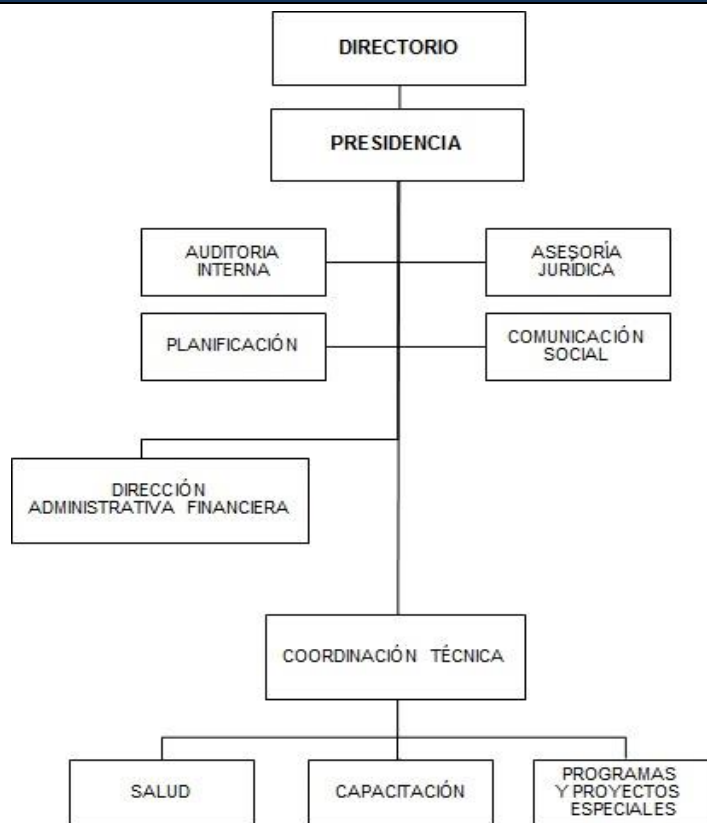 DIRECTORIO
PRESIDENCIA
AUDITORIA
INTERNA
ASESORÍA
JURÍDICA
PLANIFICACIÓN
COMUNICACIÓN
SOCIAL
DIRECCIÓN
ADMINISTRATIVA FINANCIERA
COORDINACIÓN TÉCNICA
SALUD
CAPACITACIÓN
PROGRAMAS
Y PROYECTOS
ESPECIALES